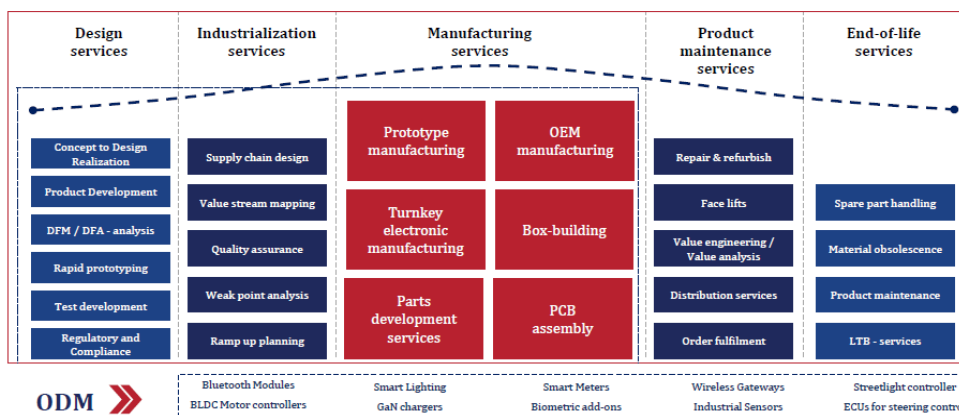 Design
services
Industrialization
services
Manufacturing
services
Product
maintenance
services
End-of-life
services
Concept to Design
Realization
Product Development
DFM / DFA - analysis
Rapid prototyping
Test development
Regulatory and
Compliance
Supply chain design
Value stream mapping
Quality assurance
Weak point analysis
Ramp up planning
Prototype
manufacturing
OEM
manufacturing
Turnkey
electronic
manufacturing
Box-building
Parts
development
services
PCB
assembly
Repair & refurbish
Face lifts
Value engineering /
Value analysis
Distribution services
Order fulfilment
Spare part handling
Material obsolescence
Product maintenance
LTB - services
ODM
Bluetooth Modules
Smart Lighting
Smart Meters
Wireless Gateways
Streetlight controller
BLDC Motor controllers
GaN chargers
Biometric add-ons
Industrial Sensors
ECUs for steering contro